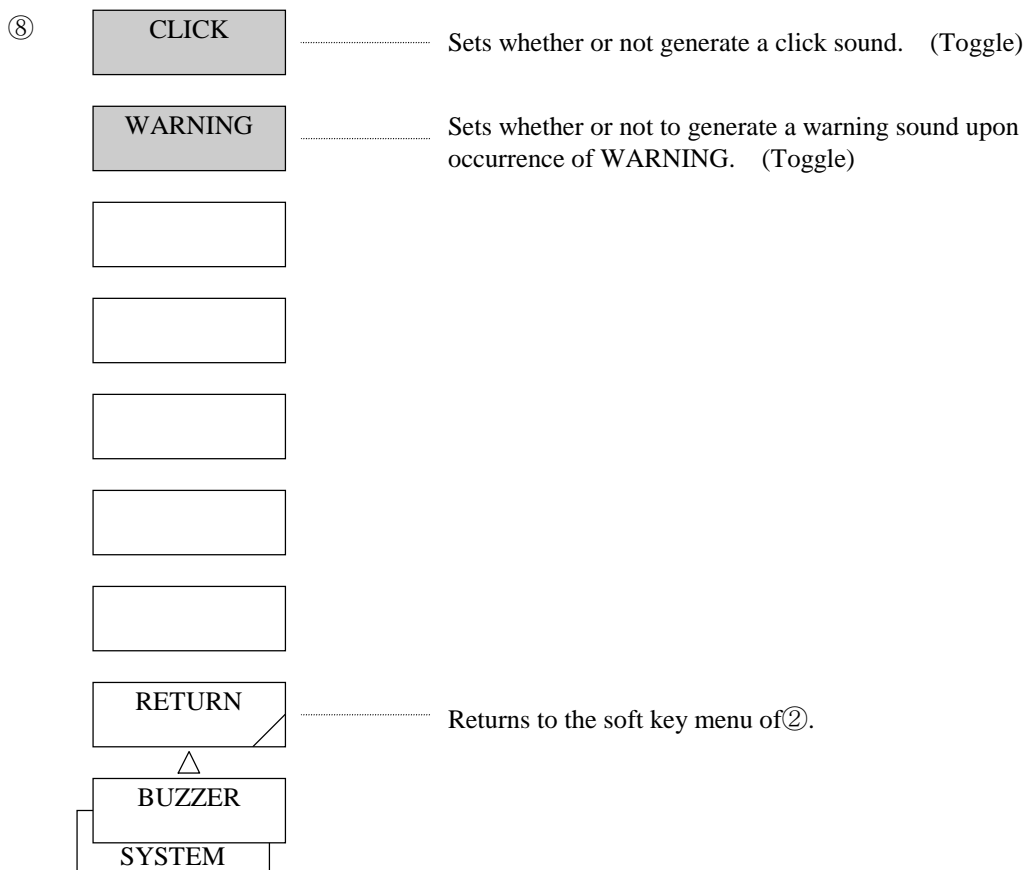 ⑧
CLICK
Sets whether or not generate a click sound. (Toggle)
WARNING
Sets whether or not to generate a warning sound upon
occurrence of WARNING. (Toggle)
RETURN
Returns to the soft key menu of②.
BUZZER
SYSTEM